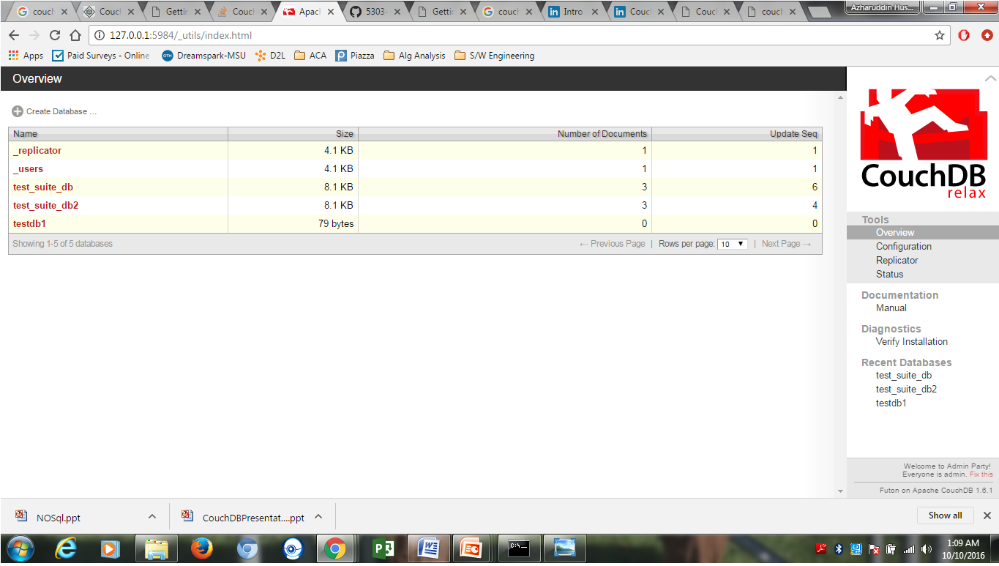 couch
Couch
Gettin
Couch
Apac
5303-
Gettin
couch
Intro
Couch
Couch
couch
Azharuddin Hus...
127.0.0.1:5984/_utils/index.html
Apps Paid Surveys - Online Dreamspark-MSU D2L ACA Piazza Alg Analysis S/W Engineering
Overview
Create Database ...
Name Size Number of Documents Update Seq
_replicator 4.1 KB 1 1
_users 4.1 KB 1 1
test_suite_db 8.1 KB 3 6
test_suite_db2 8.1 KB 3 4
testdb1 79 bytes 0 0
Showing 1-5 of 5 databases ← Previous Page | Rows per page: 10 | Next Page →
CouchDB
relax
Tools
Overview
Configuration
Replicator
Status
Documentation
Manual
Diagnostics
Verify Installation
Recent Databases
test_suite_db
test_suite_db2
testdb1
Welcome to Admin Party!
Everyone is admin. Fix this
Futon on Apache CouchDB 1.6.1
NOSql.ppt
CouchDBPresentat....ppt
Show all
1:09 AM
10/10/2016